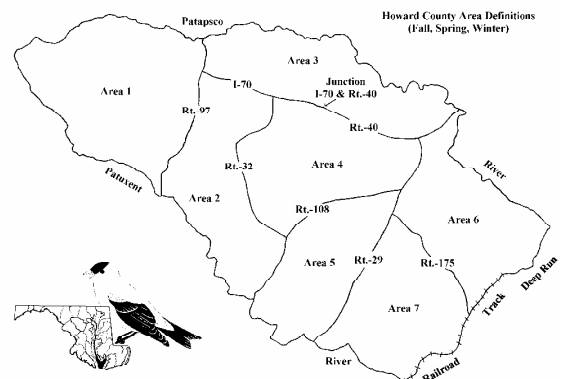 Patapsco
Howard County Area Definitions
(Fall, Spring, Winter)
Area 3
Area 1
I-70
Junction
I-70 & Rt.-40
Rt.-97
Rt.-40
Rt.-32
Area 4
River
Patuxent
Area 2
Rt.-108
Area 6
Area 5
Rt.-29
Rt.-175
Deep Run
Area 7
Track
River
Railroad